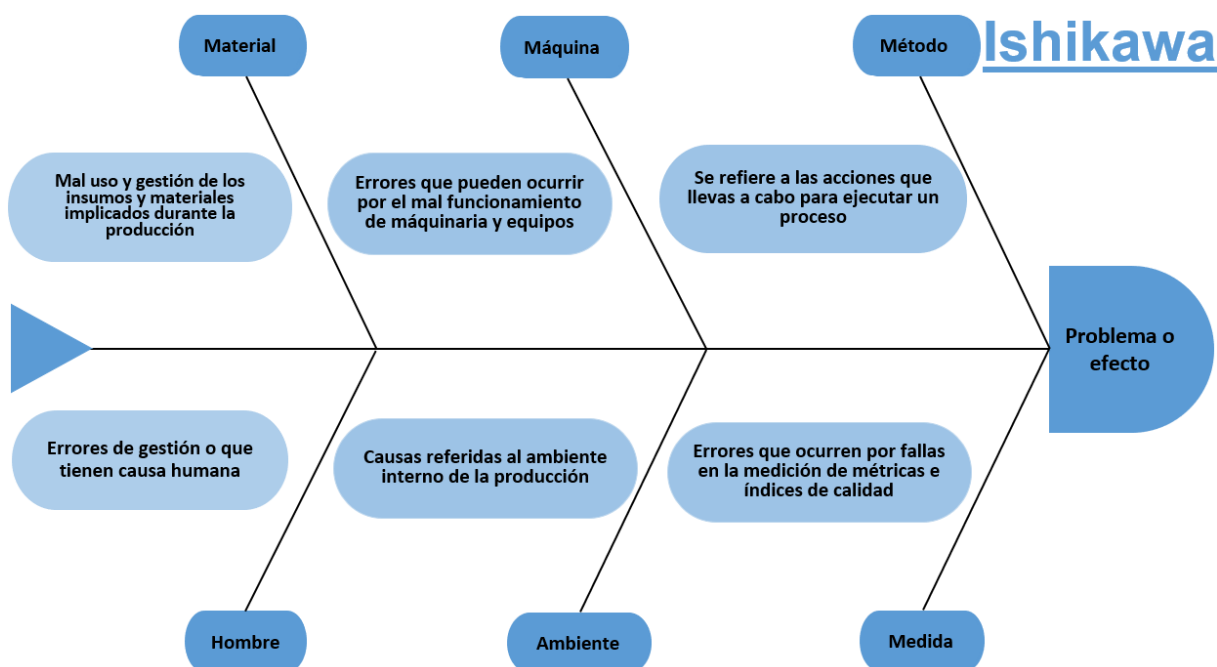 Material
Máquina
Método
Ishikawa
Mal uso y gestión de los
insumos y materiales
implicados durante la
producción
Errores que pueden ocurrir
por el mal funcionamiento
de máquinaria y equipos
Se refiere a las acciones que
llevas a cabo para ejecutar un
proceso
Problema o
efecto
Errores de gestión o que
tienen causa humana
Causas referidas al ambiente
interno de la producción
Errores que ocurren por fallas
en la medición de métricas e
índices de calidad
Hombre
Ambiente
Medida